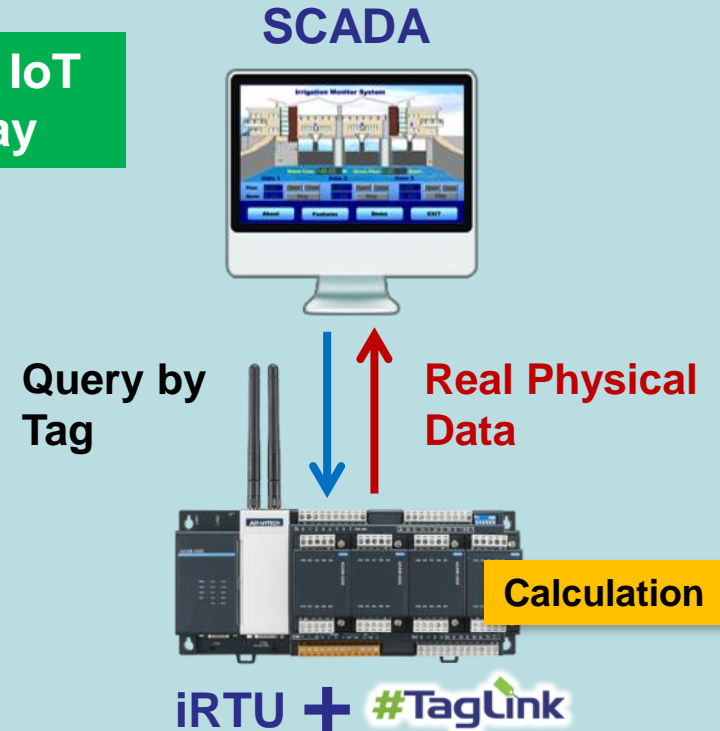 SCADA
IoT
ay
Irrigation Monitor System
About Features Demo EXIT
Query by
Tag
Real Physical
Data
ADVANTECH
Calculation
iRTU + #TagLink